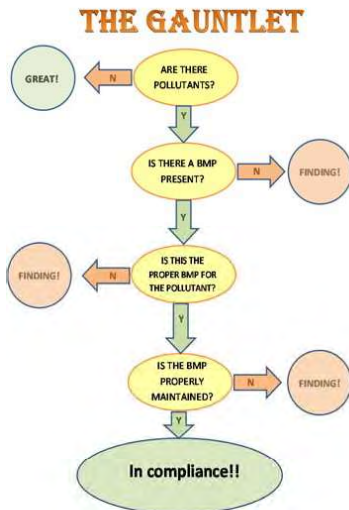 THE GAUNTLET
GREAT!
N
ARE THERE
POLLUTANTS?
Y
IS THERE A BMP
PRESENT?
N
FINDING!
Y
FINDING!
N
IS THIS THE
PROPER BMP FOR
THE POLLUTANT?
Y
IS THE BMP
PROPERLY
MAINTAINED?
N
FINDING!
Y
In compliance!!